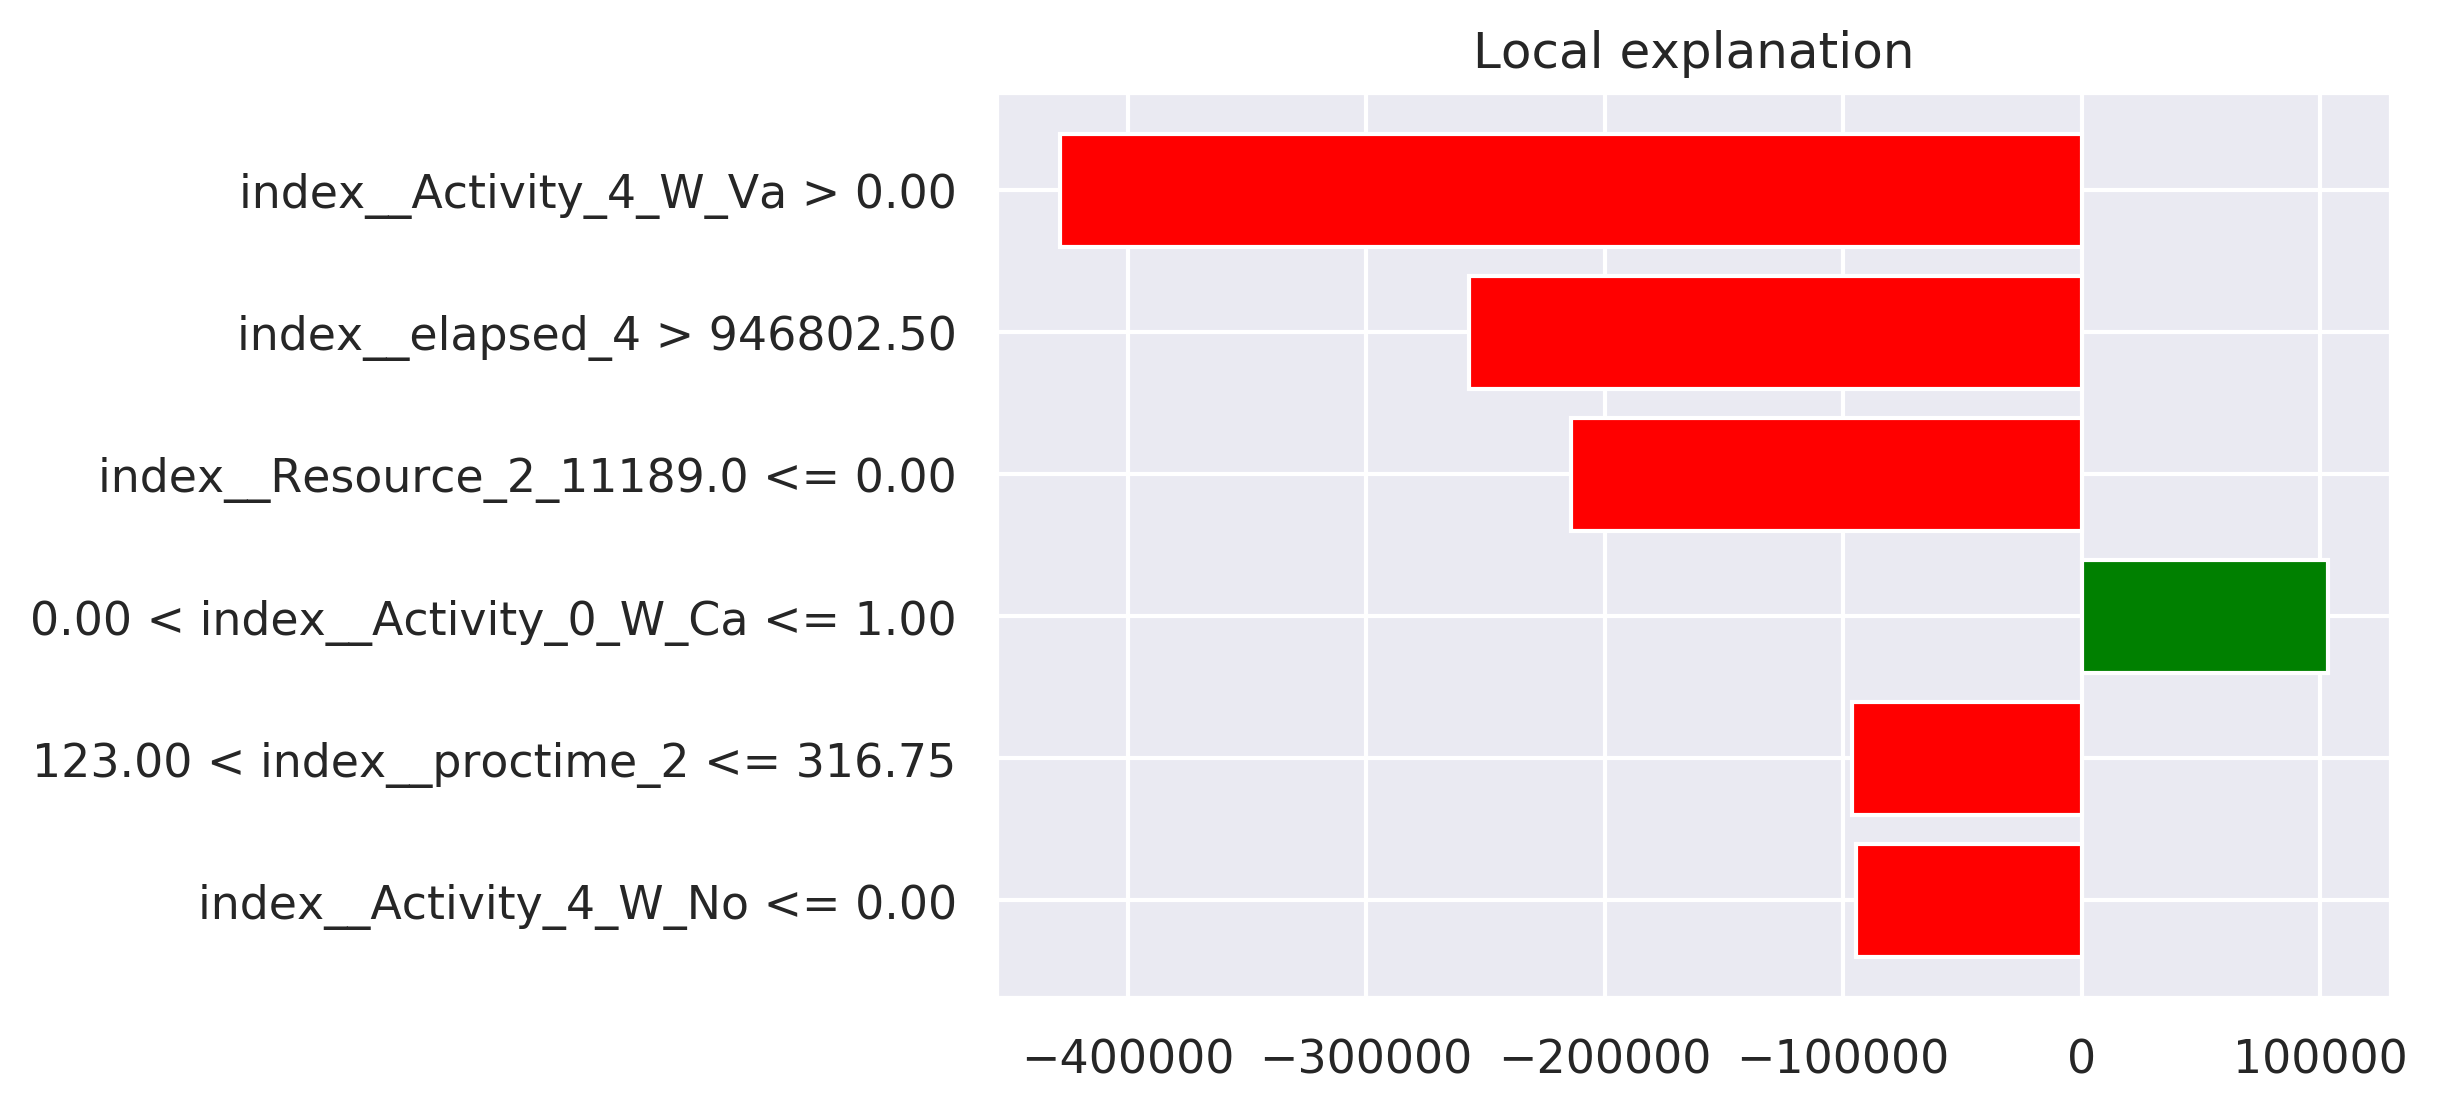 Local explanation
index__Activity_4_W_Va > 0.00
index__elapsed_4 > 946802.50
index__Resource_2_11189.0 <= 0.00
0.00 < index__Activity_0_W_Ca <= 1.00
123.00 < index__proctime_2 <= 316.75
index__Activity_4_W_No <= 0.00
−400000 −300000 −200000 −100000 0 100000